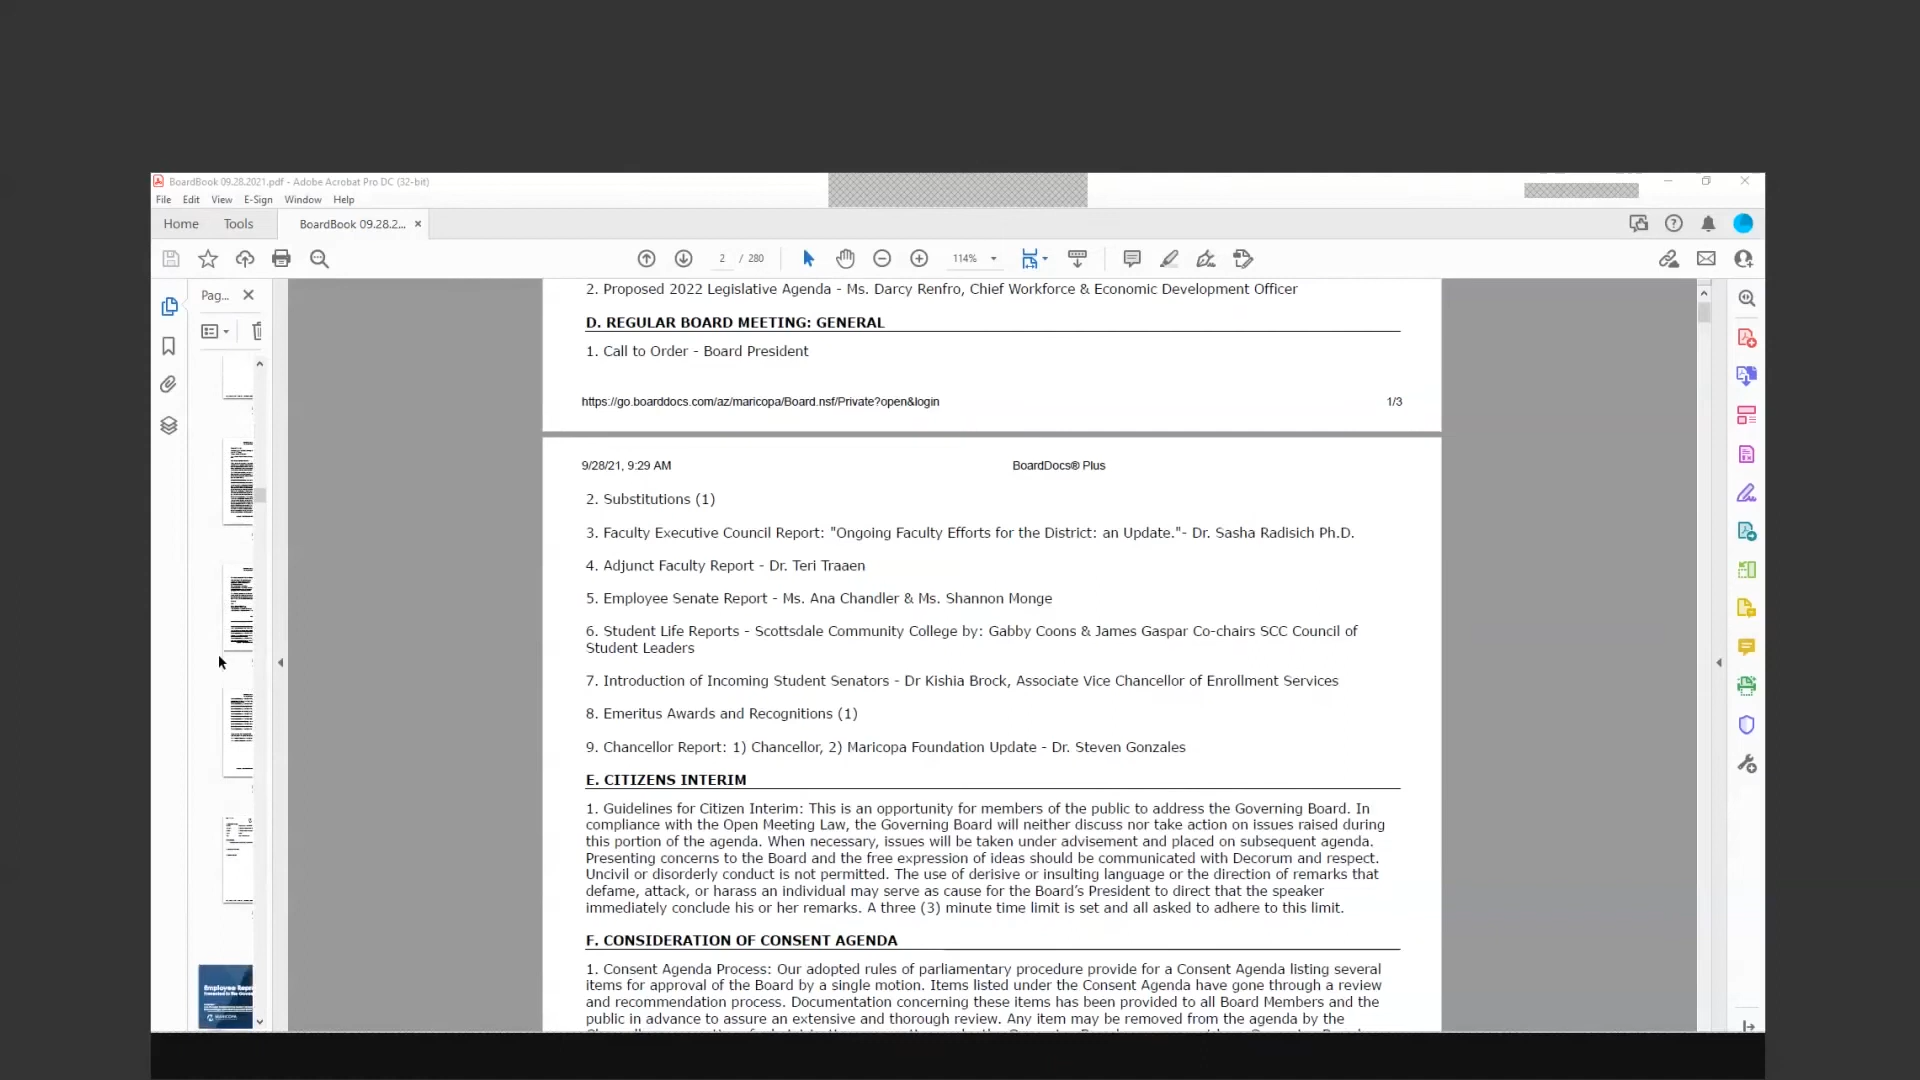 BoardBook 09.28.2021.pdf - Adobe Acrobat Pro DC (32-bit)
File Edit View E-Sign Window Help
Home Tools BoardBook 09.28.2... ×
2 / 280 114%
Pag...
2. Proposed 2022 Legislative Agenda - Ms. Darcy Renfro, Chief Workforce & Economic Development Officer
D. REGULAR BOARD MEETING: GENERAL
1. Call to Order - Board President
https://go.boarddocs.com/az/maricopa/Board.nsf/Private?open&login 1/3
9/28/21, 9:29 AM BoardDocs® Plus
2. Substitutions (1)
3. Faculty Executive Council Report: "Ongoing Faculty Efforts for the District: an Update."- Dr. Sasha Radisich Ph.D.
4. Adjunct Faculty Report - Dr. Teri Traaen
5. Employee Senate Report - Ms. Ana Chandler & Ms. Shannon Monge
6. Student Life Reports - Scottsdale Community College by: Gabby Coons & James Gaspar Co-chairs SCC Council of
Student Leaders
7. Introduction of Incoming Student Senators - Dr Kishia Brock, Associate Vice Chancellor of Enrollment Services
8. Emeritus Awards and Recognitions (1)
9. Chancellor Report: 1) Chancellor, 2) Maricopa Foundation Update - Dr. Steven Gonzales
E. CITIZENS INTERIM
1. Guidelines for Citizen Interim: This is an opportunity for members of the public to address the Governing Board. In
compliance with the Open Meeting Law, the Governing Board will neither discuss nor take action on issues raised during
this portion of the agenda. When necessary, issues will be taken under advisement and placed on subsequent agenda.
Presenting concerns to the Board and the free expression of ideas should be communicated with Decorum and respect.
Uncivil or disorderly conduct is not permitted. The use of derisive or insulting language or the direction of remarks that
defame, attack, or harass an individual may serve as cause for the Board's President to direct that the speaker
immediately conclude his or her remarks. A three (3) minute time limit is set and all asked to adhere to this limit.
F. CONSIDERATION OF CONSENT AGENDA
1. Consent Agenda Process: Our adopted rules of parliamentary procedure provide for a Consent Agenda listing several
items for approval of the Board by a single motion. Items listed under the Consent Agenda have gone through a review
and recommendation process. Documentation concerning these items has been provided to all Board Members and the
public in advance to assure an extensive and thorough review. Any item may be removed from the agenda by the
Employee